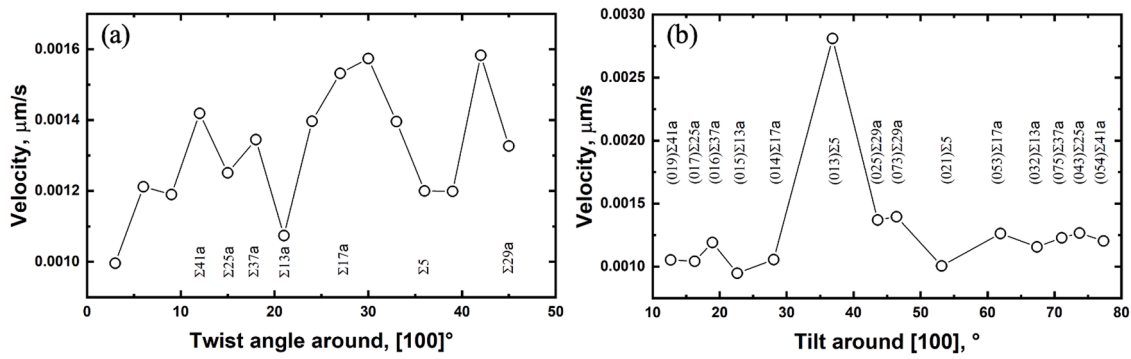 (a)
Velocity, μm/s
0.0016
0.0014
0.0012
0.0010
Σ41a
Σ25a
Σ37a
Σ13a
Σ17a
Σ5
Σ29a
0
10
20
30
40
50
Twist angle around, [100]°
(b)
Velocity, μm/s
0.0030
0.0025
0.0020
0.0015
0.0010
(019)Σ41a
(017)Σ25a
(016)Σ37a
(015)Σ13a
(014)Σ17a
(013)Σ5
(025)Σ29a
(073)Σ29a
(021)Σ5
(053)Σ17a
(032)Σ13a
(075)Σ37a
(043)Σ25a
(054)Σ41a
10
20
30
40
50
60
70
80
Tilt around [100], °